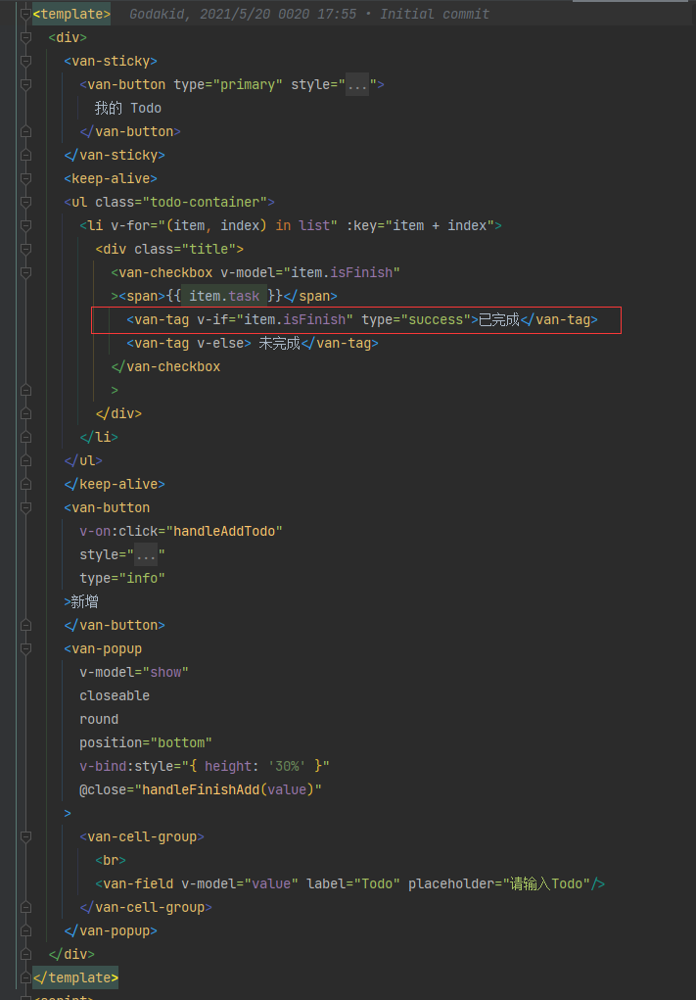 <template>    Godakid, 2021/5/20 0020 17:55 · Initial commit
<div>
<van-sticky>
<van-button type="primary" style="...">
我的 Todo
</van-button>
</van-sticky>
<keep-alive>
<ul class="todo-container">
<li v-for="(item, index) in list" :key="item + index">
<div class="title">
<van-checkbox v-model="item.isFinish"
><span>{{ item.task }}</span>
<van-tag v-if="item.isFinish" type="success">已完成</van-tag>
<van-tag v-else> 未完成</van-tag>
</van-checkbox
>
</div>
</li>
</ul>
</keep-alive>
<van-button
v-on:click="handleAddTodo"
style="..."
type="info"
>新增
</van-button>
<van-popup
v-model="show"
closeable
round
position="bottom"
v-bind:style="{ height: '30%' }"
@close="handleFinishAdd(value)"
>
<van-cell-group>
<br>
<van-field v-model="value" label="Todo" placeholder="请输入Todo"/>
</van-cell-group>
</van-popup>
</div>
</template>
<script>